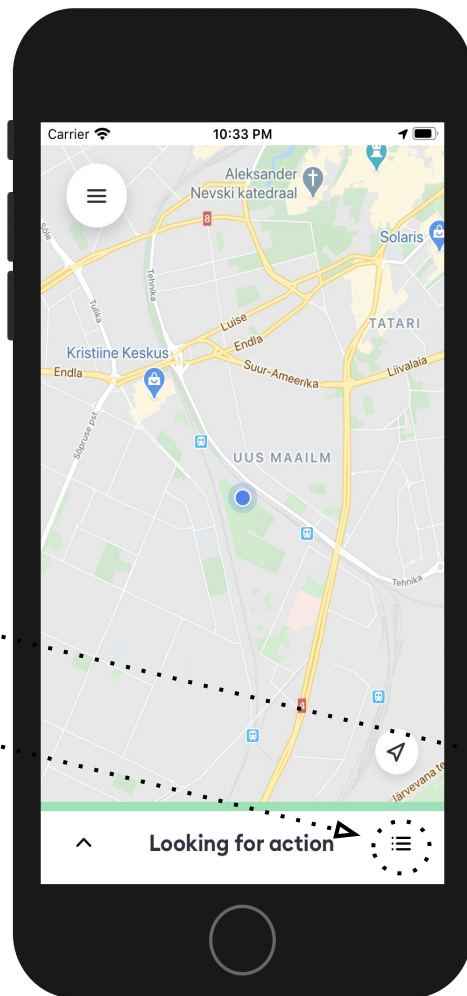 Carrier
10:33 PM
Aleksander
Nevski katedraal
8
Solaris
Sõle
Tehnika
Tulika
Luise
TATARI
Endla
Kristiine Keskus
Endla
Suur-Ameerika
Liivalaia
Sõpruse pst.
UUS MAAILM
Tehnika
4
Järvevana te
Looking for action